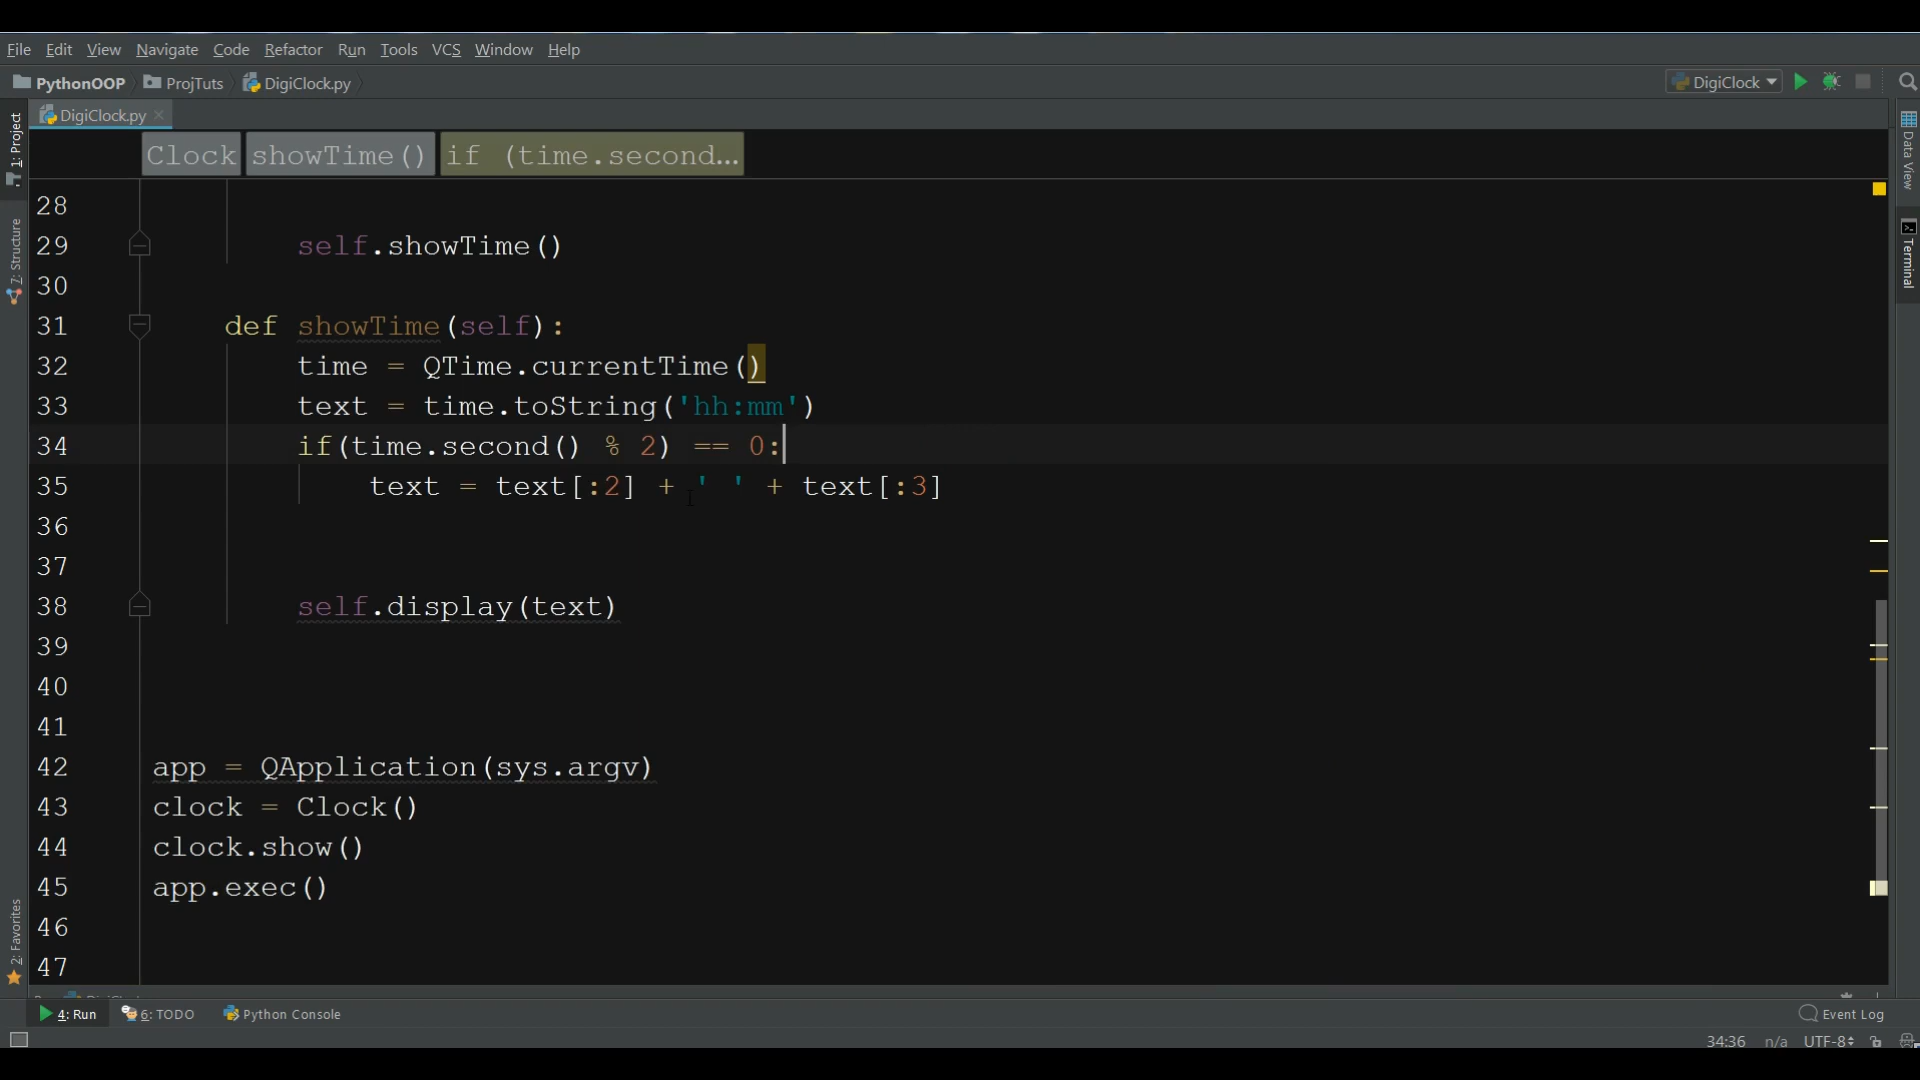 File Edit View Navigate Code Refactor Run Tools VCS Window Help
PythonOOP ProjTuts DigiClock.py DigiClock
DigiClock.py
1: Project
7: Structure
2: Favorites
Data View
Terminal
Clock showTime() if (time.second...
28
29 self.showTime()
30
31 def showTime(self):
32 time = QTime.currentTime()
33 text = time.toString('hh:mm')
34 if(time.second() % 2) == 0:
35 text = text[:2] + ' ' + text[:3]
36
37
38 self.display(text)
39
40
41
42 app = QApplication(sys.argv)
43 clock = Clock()
44 clock.show()
45 app.exec()
46
47
4: Run 6: TODO Python Console Event Log
34:36 n/a UTF-8